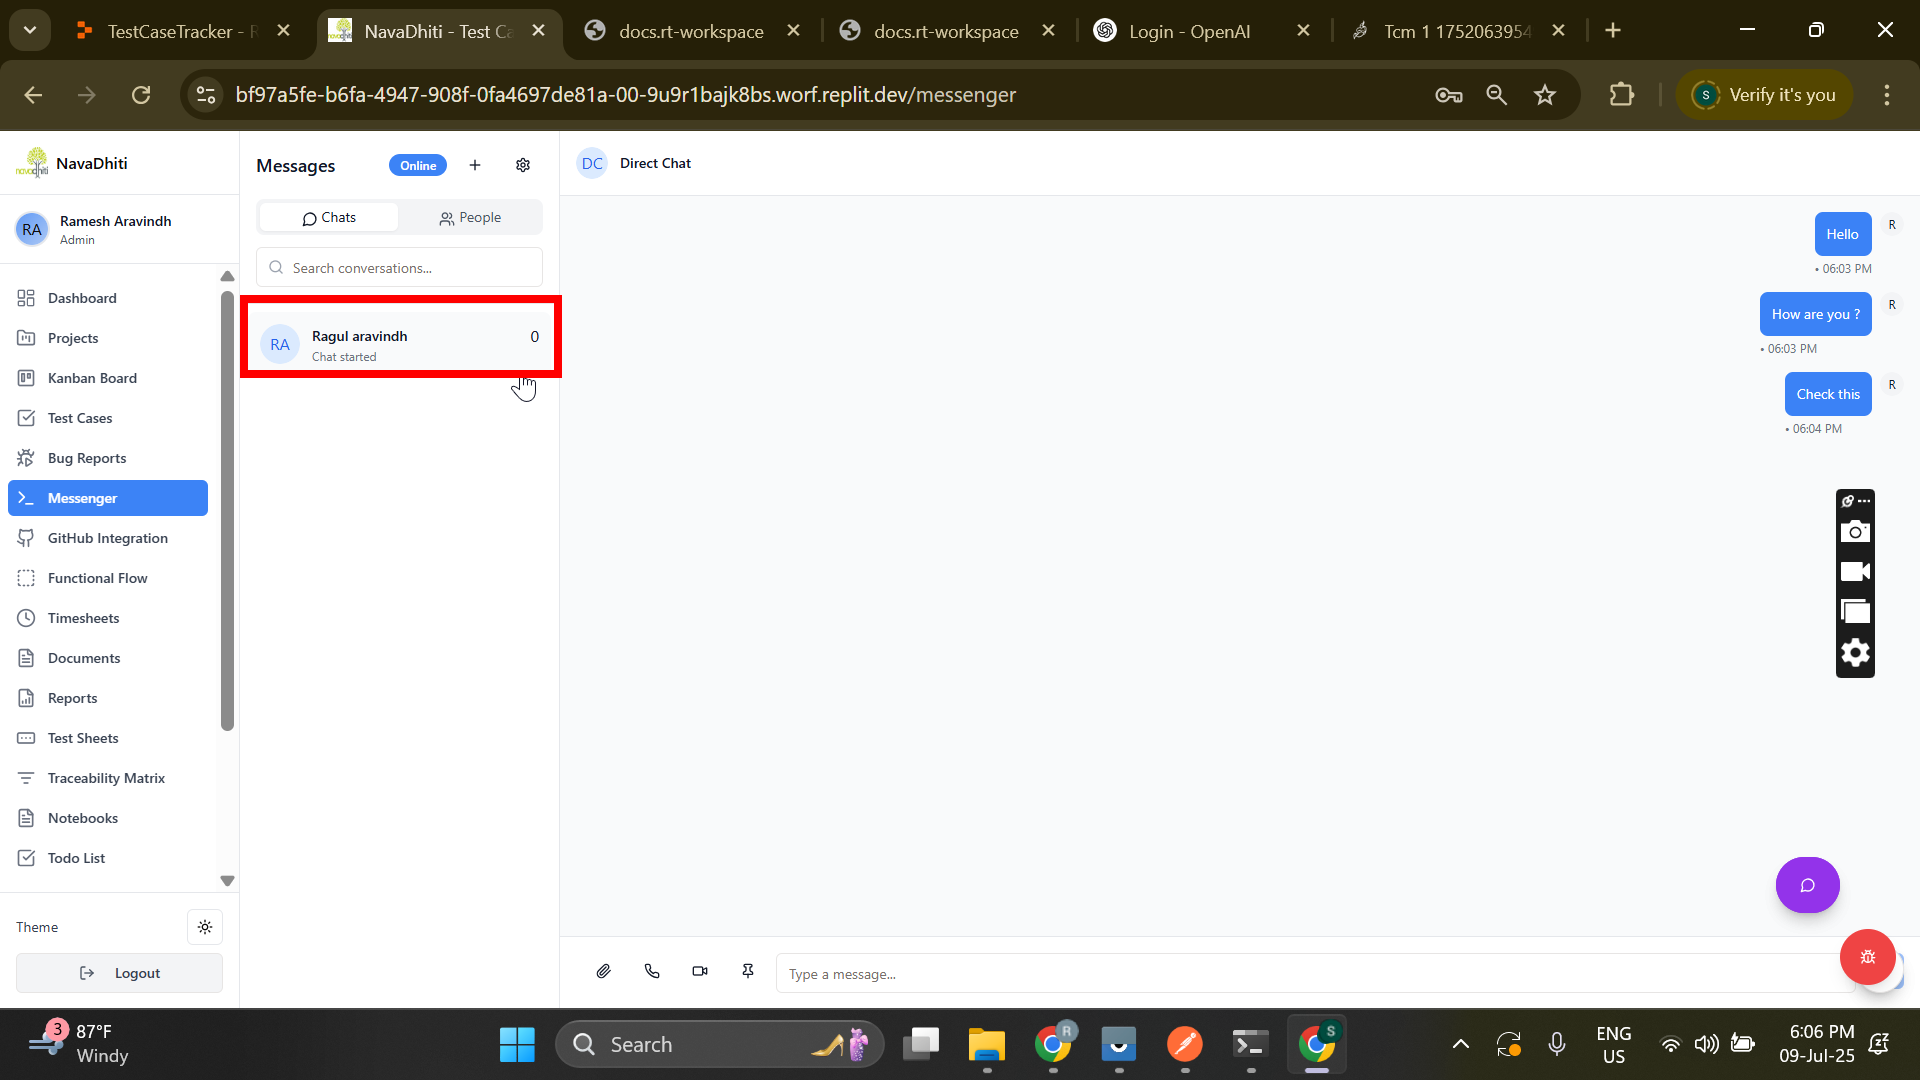 TestCaseTracker - R
NavaDhiti - Test Ca
docs.rt-workspace
docs.rt-workspace
Login - OpenAI
Tcm 1 1752063954
bf97a5fe-b6fa-4947-908f-0fa4697de81a-00-9u9r1bajk8bs.worf.replit.dev/messenger
S
Verify it's you
navadhiti
NavaDhiti
RA
Ramesh Aravindh
Admin
Dashboard
Projects
Kanban Board
Test Cases
Bug Reports
Messenger
GitHub Integration
Functional Flow
Timesheets
Documents
Reports
Test Sheets
Traceability Matrix
Notebooks
Todo List
Theme
Logout
Messages
Online
Chats
People
Search conversations...
RA
Ragul aravindh
0
Chat started
DC
Direct Chat
Hello
R
• 06:03 PM
How are you ?
R
• 06:03 PM
Check this
R
• 06:04 PM
Type a message...
3
87°F
Windy
Search
R
S
ENG
US
6:06 PM
09-Jul-25